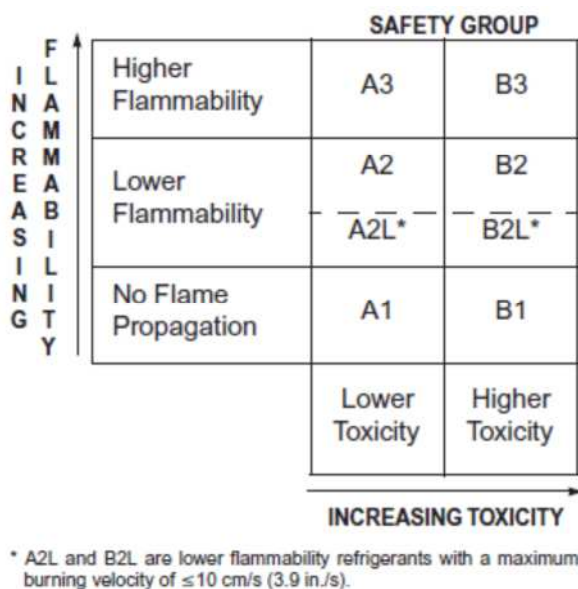 SAFETY GROUP
INCREASING
FLAMMABILITY
Higher
Flammability
A3
B3
Lower
Flammability
A2
B2
A2L*
B2L*
No Flame
Propagation
A1
B1
Lower
Toxicity
Higher
Toxicity
INCREASING TOXICITY
* A2L and B2L are lower flammability refrigerants with a maximum
burning velocity of ≤10 cm/s (3.9 in./s).